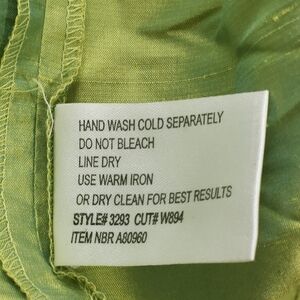 HAND WASH COLD SEPARATELY
DO NOT BLEACH
LINE DRY
USE WARM IRON
OR DRY CLEAN FOR BEST RESULTS
STYLE# 3293 CUT# W894
ITEM NBR A80960